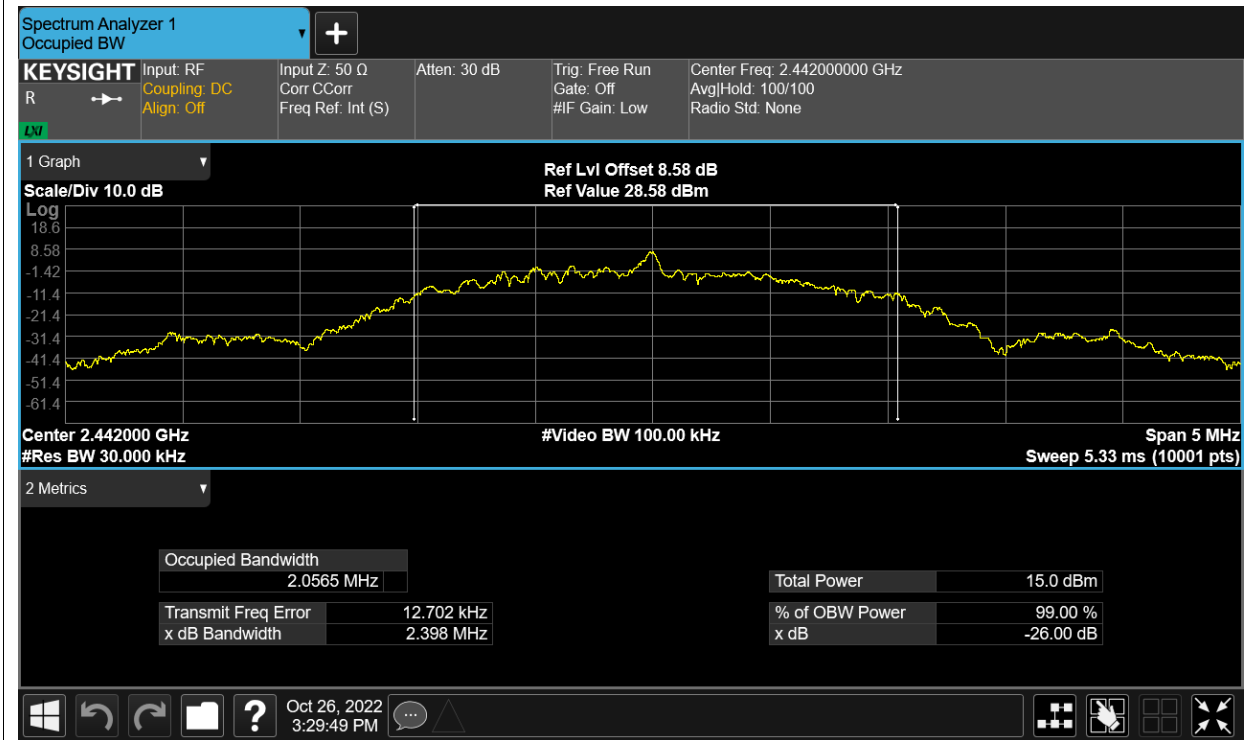 Spectrum Analyzer 1
Occupied BW
KEYSIGHT
R
LXI
Input: RF
Coupling: DC
Align: Off
Input Z: 50 Ω
Corr CCorr
Freq Ref: Int (S)
Atten: 30 dB
Trig: Free Run
Gate: Off
#IF Gain: Low
Center Freq: 2.442000000 GHz
Avg|Hold: 100/100
Radio Std: None
1 Graph
Scale/Div 10.0 dB
Ref Lvl Offset 8.58 dB
Ref Value 28.58 dBm
Log
18.6
8.58
-1.42
-11.4
-21.4
-31.4
-41.4
-51.4
-61.4
Center 2.442000 GHz
#Res BW 30.000 kHz
#Video BW 100.00 kHz
Span 5 MHz
Sweep 5.33 ms (10001 pts)
2 Metrics
Occupied Bandwidth
2.0565 MHz
Transmit Freq Error 12.702 kHz
x dB Bandwidth 2.398 MHz
Total Power 15.0 dBm
% of OBW Power 99.00 %
x dB -26.00 dB
?
Oct 26, 2022
3:29:49 PM